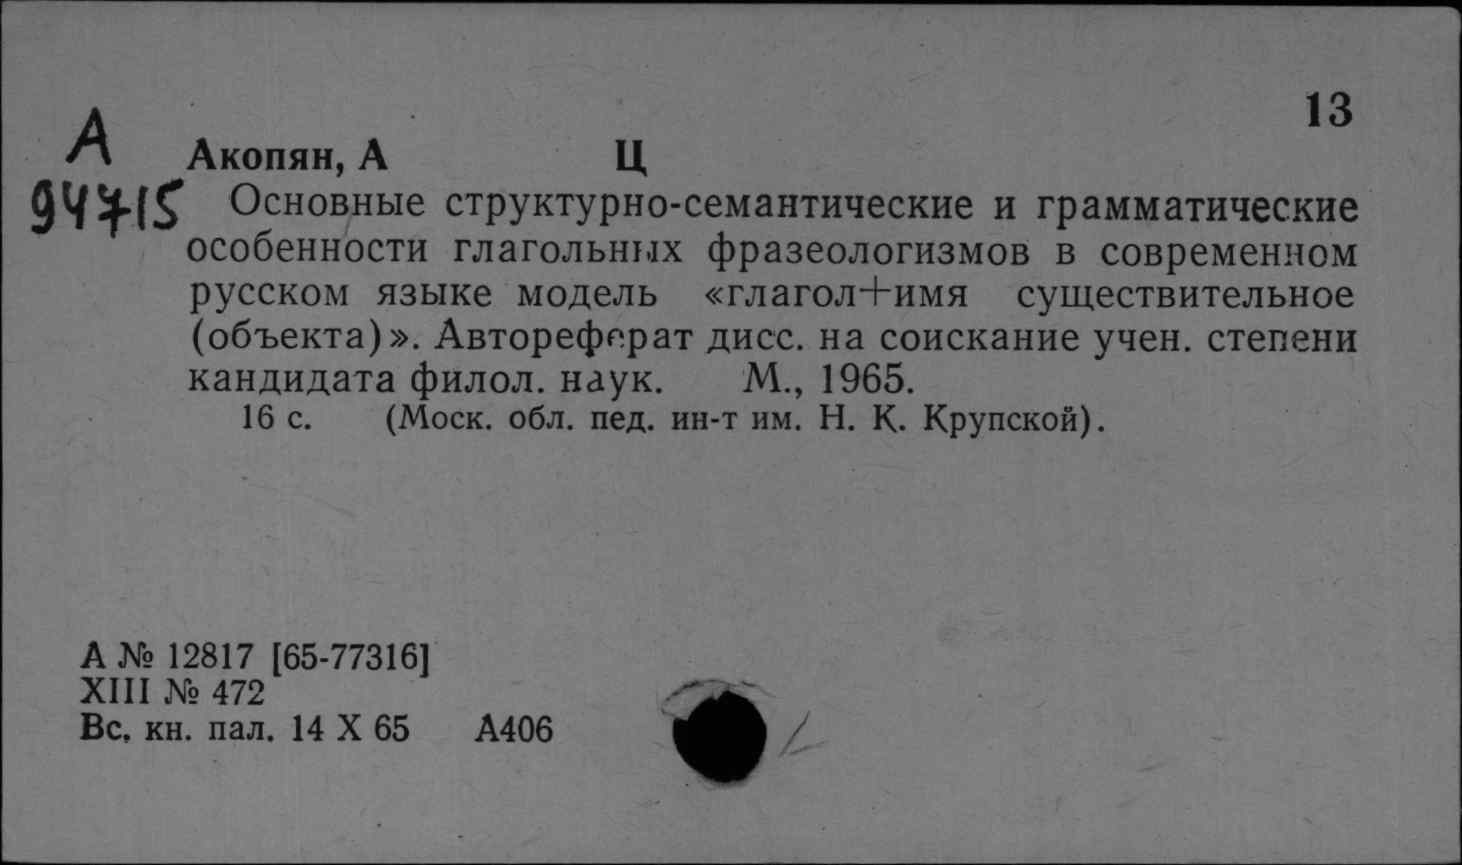 13
А
94715
Акопян, А Ц
Основные структурно-семантические и грамматические
особенности глагольных фразеологизмов в современном
русском языке модель «глагол+имя существительное
(объекта)». Автореферат дисс. на соискание учен. степени
кандидата филол. наук. М., 1965.
16 с. (Моск. обл. пед. ин-т им. Н. К. Крупской).
А № 12817 [65-77316]
XIII № 472
Вс. кн. пал. 14 X 65 А406